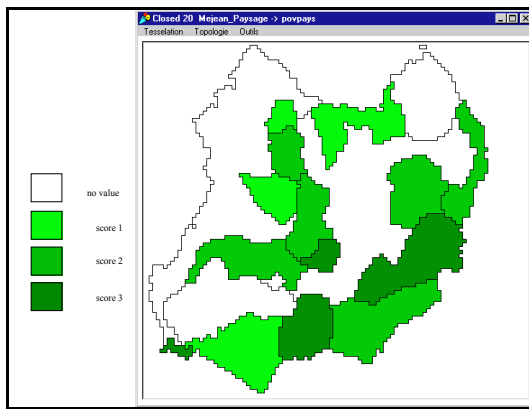 Closed 20 Mejean_Paysage -> povpays
Tesselation Topologie Outils
no value
score 1
score 2
score 3